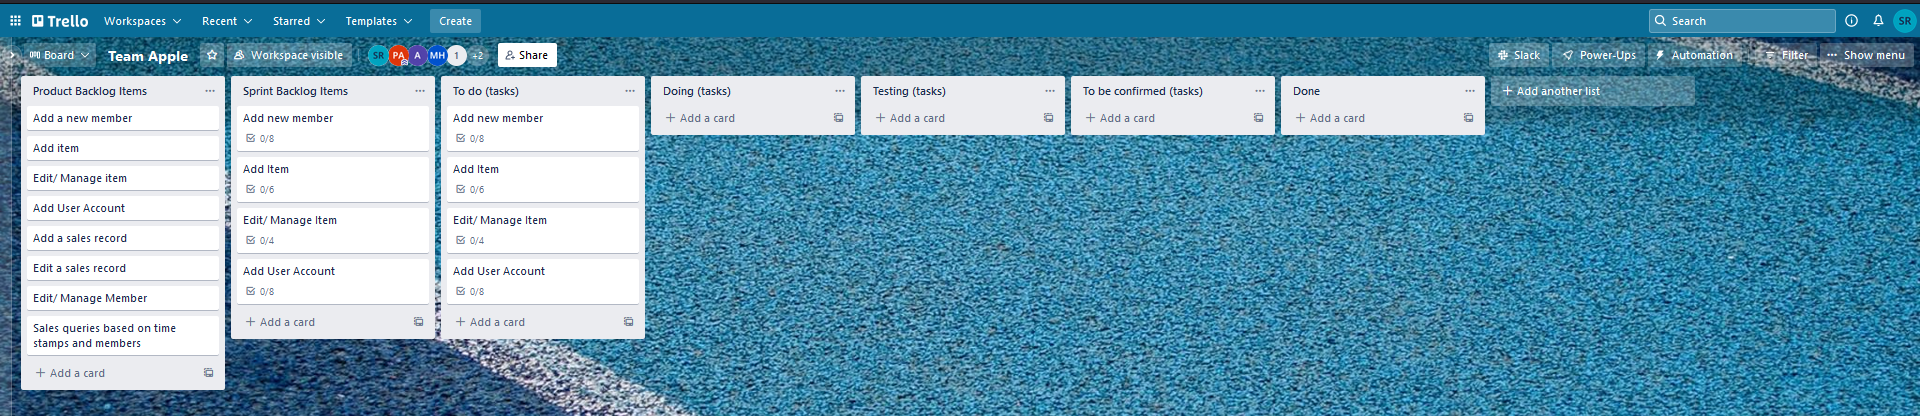 Trello Workspaces Recent Starred Templates Create Search SR
Board Team Apple Workspace visible SR PA A MH 1 +2 Share Slack Power-Ups Automation Filter ··· Show menu
Product Backlog Items ···
Add a new member
Add item
Edit/ Manage item
Add User Account
Add a sales record
Edit a sales record
Edit/ Manage Member
Sales queries based on time
stamps and members
+ Add a card
Sprint Backlog Items ···
Add new member
0/8
Add Item
0/6
Edit/ Manage Item
0/4
Add User Account
0/8
+ Add a card
To do (tasks) ···
Add new member
0/8
Add Item
0/6
Edit/ Manage Item
0/4
Add User Account
0/8
+ Add a card
Doing (tasks) ···
+ Add a card
Testing (tasks) ···
+ Add a card
To be confirmed (tasks) ···
+ Add a card
Done ···
+ Add a card
+ Add another list